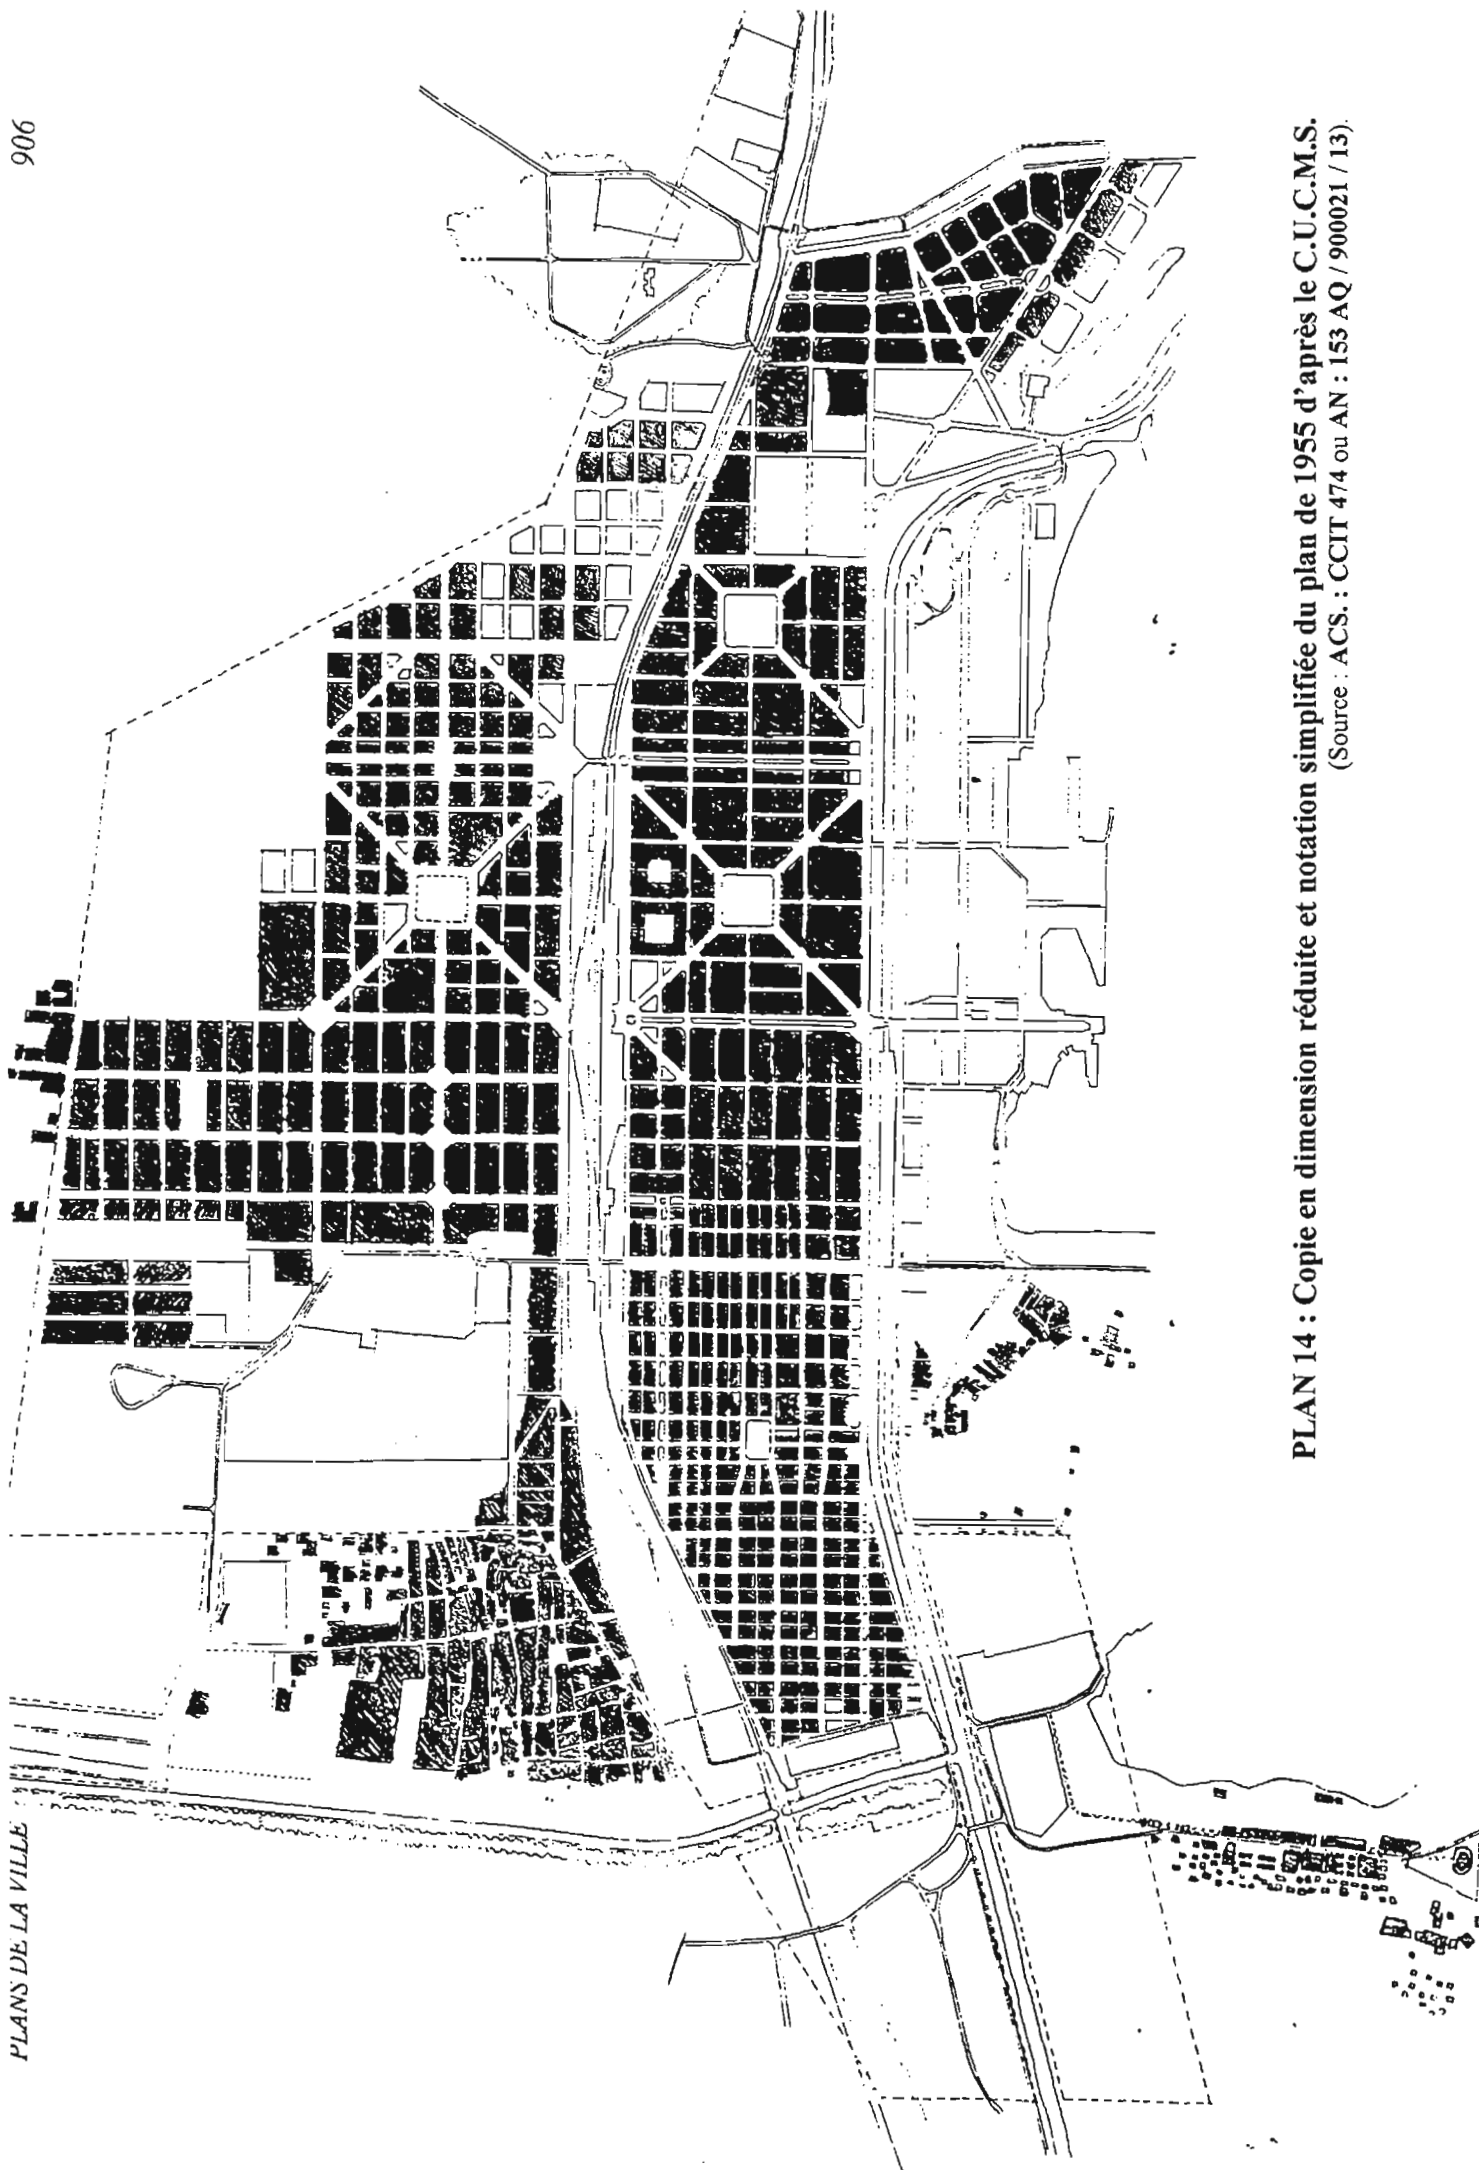 PLANS DE LA VILLE
906
PLAN 14 : Copie en dimension réduite et notation simplifiée du plan de 1955 d'après le C.U.C.M.S.
(Source : ACS. : CCIT 474 ou AN : 153 AQ / 900021 / 13).